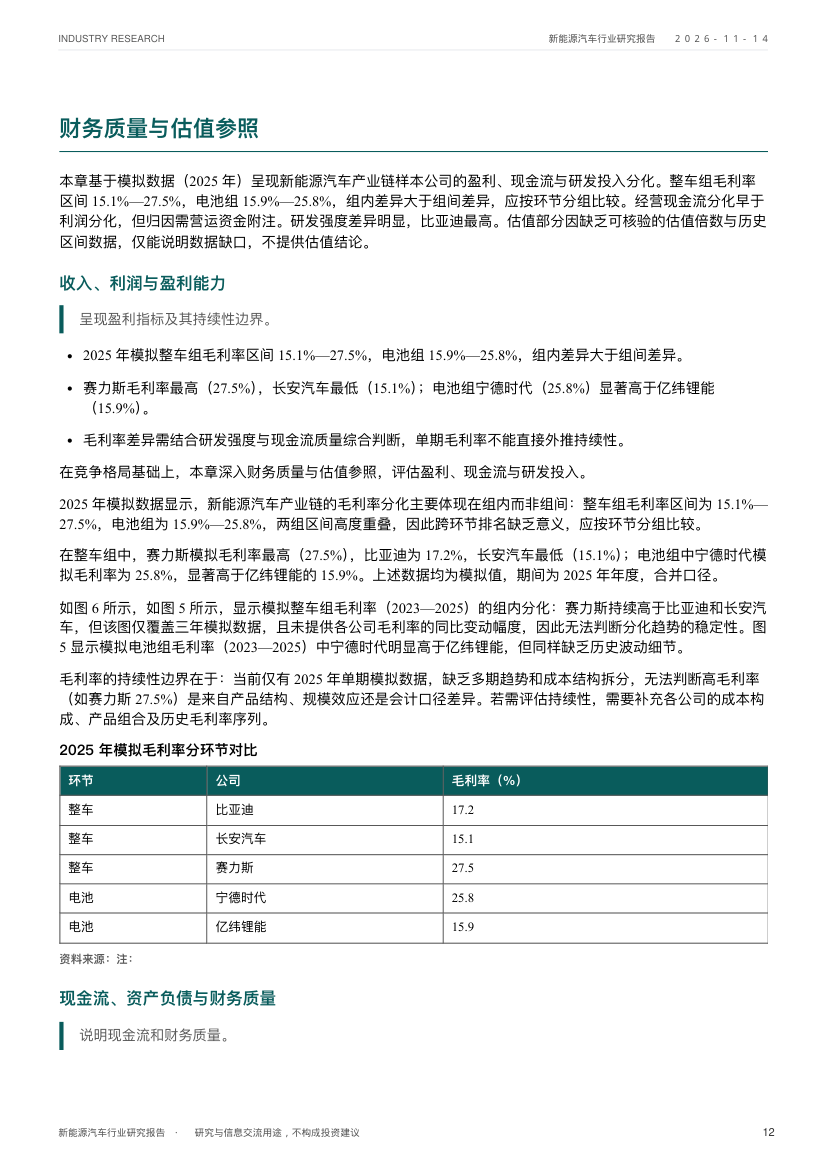 INDUSTRY RESEARCH
新能源汽车行业研究报告 2026-11-14
财务质量与估值参照
本章基于模拟数据（2025 年）呈现新能源汽车产业链样本公司的盈利、现金流与研发投入分化。整车组毛利率
区间 15.1%—27.5%，电池组 15.9%—25.8%，组内差异大于组间差异，应按环节分组比较。经营现金流分化早于
利润分化，但归因需营运资金附注。研发强度差异明显，比亚迪最高。估值部分因缺乏可核验的估值倍数与历史
区间数据，仅能说明数据缺口，不提供估值结论。
收入、利润与盈利能力
呈现盈利指标及其持续性边界。
• 2025 年模拟整车组毛利率区间 15.1%—27.5%，电池组 15.9%—25.8%，组内差异大于组间差异。
• 赛力斯毛利率最高（27.5%），长安汽车最低（15.1%）；电池组宁德时代（25.8%）显著高于亿纬锂能
（15.9%）。
• 毛利率差异需结合研发强度与现金流质量综合判断，单期毛利率不能直接外推持续性。
在竞争格局基础上，本章深入财务质量与估值参照，评估盈利、现金流与研发投入。
2025 年模拟数据显示，新能源汽车产业链的毛利率分化主要体现在组内而非组间：整车组毛利率区间为 15.1%—
27.5%，电池组为 15.9%—25.8%，两组区间高度重叠，因此跨环节排名缺乏意义，应按环节分组比较。
在整车组中，赛力斯模拟毛利率最高（27.5%），比亚迪为 17.2%，长安汽车最低（15.1%）；电池组中宁德时代模
拟毛利率为 25.8%，显著高于亿纬锂能的 15.9%。上述数据均为模拟值，期间为 2025 年年度，合并口径。
如图 6 所示，如图 5 所示，显示模拟整车组毛利率（2023—2025）的组内分化：赛力斯持续高于比亚迪和长安汽
车，但该图仅覆盖三年模拟数据，且未提供各公司毛利率的同比变动幅度，因此无法判断分化趋势的稳定性。图
5 显示模拟电池组毛利率（2023—2025）中宁德时代明显高于亿纬锂能，但同样缺乏历史波动细节。
毛利率的持续性边界在于：当前仅有 2025 年单期模拟数据，缺乏多期趋势和成本结构拆分，无法判断高毛利率
（如赛力斯 27.5%）是来自产品结构、规模效应还是会计口径差异。若需评估持续性，需要补充各公司的成本构
成、产品组合及历史毛利率序列。
2025 年模拟毛利率分环节对比
环节 公司 毛利率（%）
整车 比亚迪 17.2
整车 长安汽车 15.1
整车 赛力斯 27.5
电池 宁德时代 25.8
电池 亿纬锂能 15.9
资料来源：注：
现金流、资产负债与财务质量
说明现金流和财务质量。
新能源汽车行业研究报告 · 研究与信息交流用途，不构成投资建议 12